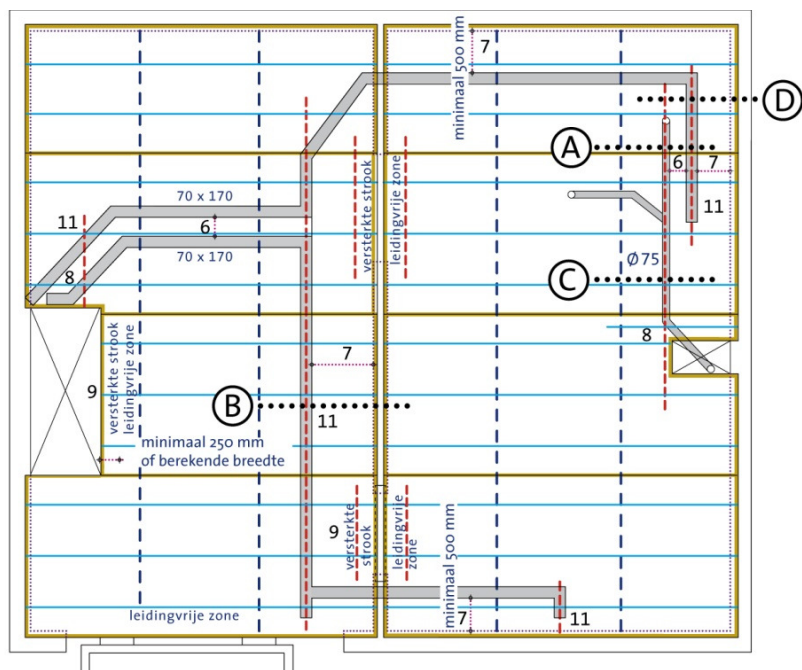 7
minimaal 500 mm
D
A
versterkte strook
leidingvrije zone
6
7
70 x 170
11
6
11
70 x 170
8
Ø 75
C
8
versterkte strook
leidingvrije zone
9
7
B
11
minimaal 250 mm
of berekende breedte
9
versterkte
strook
leidingvrije
zone
minimaal 500 mm
leidingvrije zone
7
11